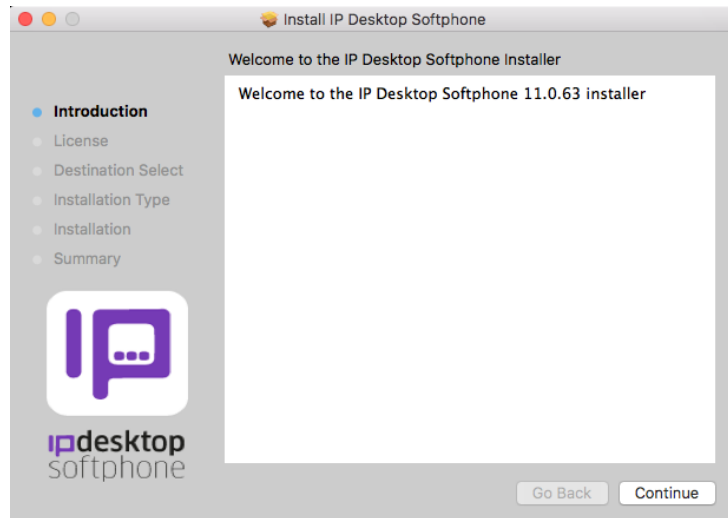 Install IP Desktop Softphone
Welcome to the IP Desktop Softphone Installer
Introduction
License
Destination Select
Installation Type
Installation
Summary
Welcome to the IP Desktop Softphone 11.0.63 installer
ip
ipdesktop
softphone
Go Back
Continue